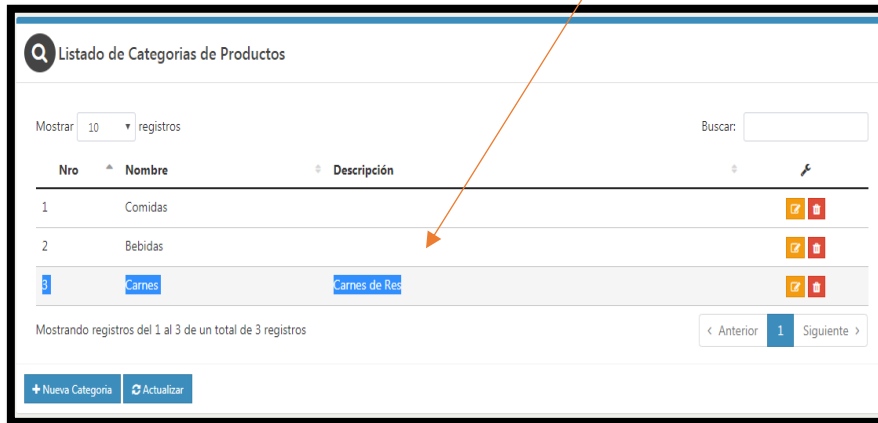 Listado de Categorias de Productos
Mostrar 10 registros Buscar:
Nro Nombre Descripción
1 Comidas
2 Bebidas
3 Carnes Carnes de Res
Mostrando registros del 1 al 3 de un total de 3 registros < Anterior 1 Siguiente >
+ Nueva Categoria Actualizar